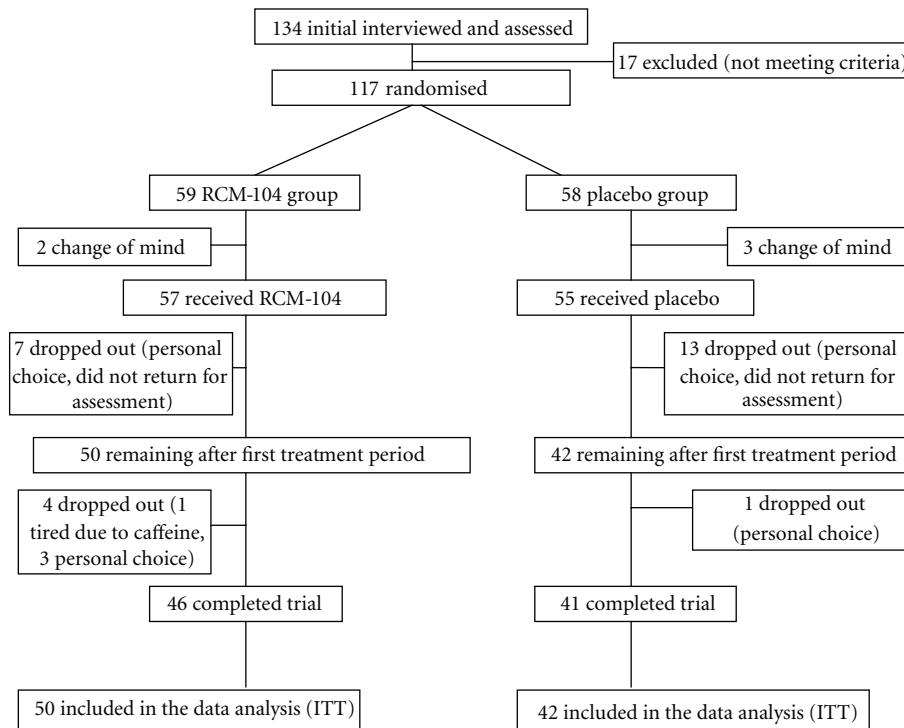 134 initial interviewed and assessed
17 excluded (not meeting criteria)
117 randomised
59 RCM-104 group
58 placebo group
2 change of mind
3 change of mind
57 received RCM-104
55 received placebo
7 dropped out (personal
choice, did not return for
assessment)
13 dropped out (personal
choice, did not return for
assessment)
50 remaining after first treatment period
42 remaining after first treatment period
4 dropped out (1
tired due to caffeine,
3 personal choice)
1 dropped out
(personal choice)
46 completed trial
41 completed trial
50 included in the data analysis (ITT)
42 included in the data analysis (ITT)